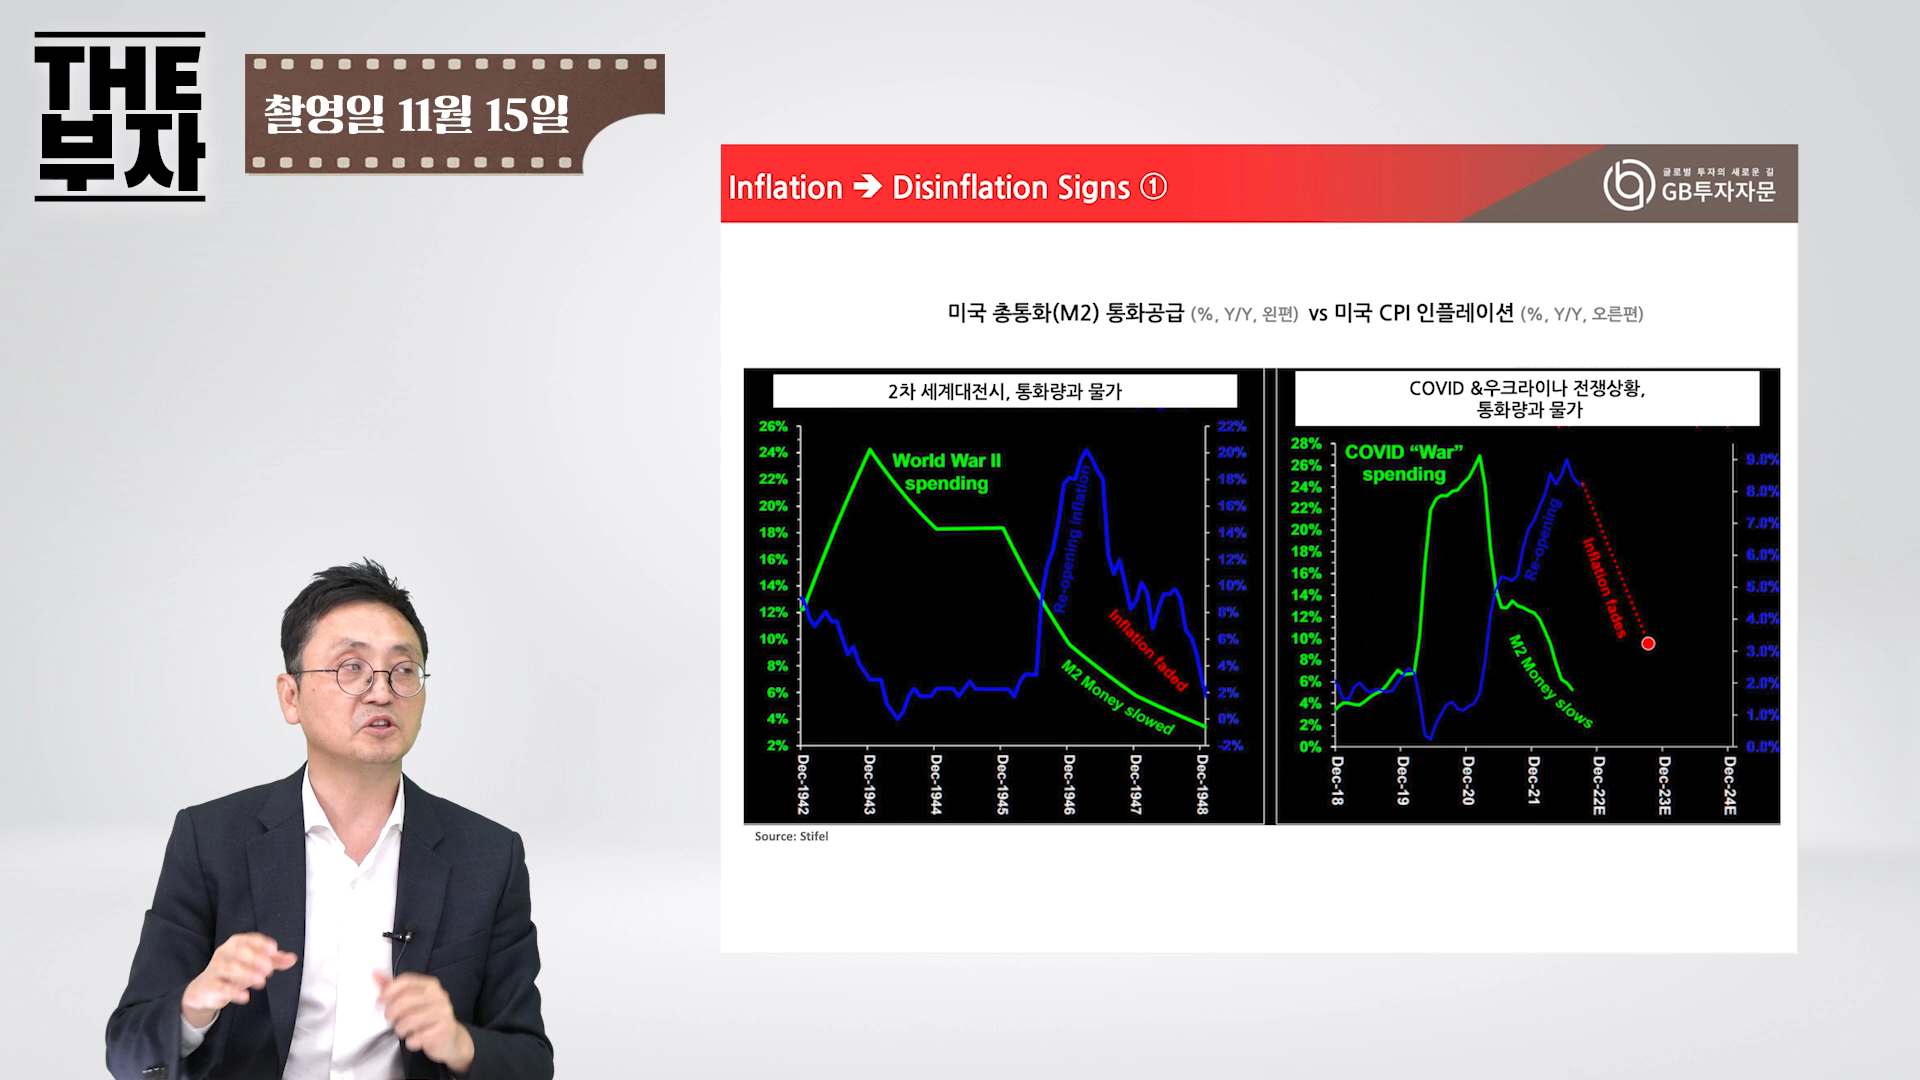 THE
부자
촬영일 11월 15일
Inflation ➔ Disinflation Signs ①
글로벌 투자의 새로운 길
GB투자자문
미국 총통화(M2) 통화공급 (%, Y/Y, 왼편) vs 미국 CPI 인플레이션 (%, Y/Y, 오른편)
2차 세계대전시, 통화량과 물가
26%
24%
22%
20%
18%
16%
14%
12%
10%
8%
6%
4%
2%
World War II
spending
Re-opening inflation
Inflation faded
M2 Money slowed
22%
20%
18%
16%
14%
12%
10%
8%
6%
4%
2%
0%
-2%
Dec-1942
Dec-1943
Dec-1944
Dec-1945
Dec-1946
Dec-1947
Dec-1948
COVID &우크라이나 전쟁상황,
통화량과 물가
28%
26%
24%
22%
20%
18%
16%
14%
12%
10%
8%
6%
4%
2%
0%
COVID “War”
spending
Re-opening
Inflation fades
M2 Money slows
9.0%
8.0%
7.0%
6.0%
5.0%
4.0%
3.0%
2.0%
1.0%
0.0%
Dec-18
Dec-19
Dec-20
Dec-21
Dec-22E
Dec-23E
Dec-24E
Source: Stifel